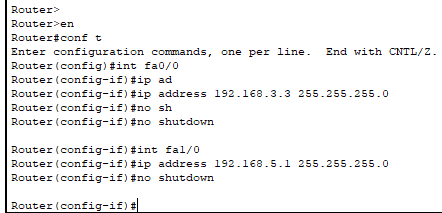 Router>
Router>en
Router#conf t
Enter configuration commands, one per line.  End with CNTL/Z.
Router(config)#int fa0/0
Router(config-if)#ip ad
Router(config-if)#ip address 192.168.3.3 255.255.255.0
Router(config-if)#no sh
Router(config-if)#no shutdown
Router(config-if)#int fa1/0
Router(config-if)#ip address 192.168.5.1 255.255.255.0
Router(config-if)#no shutdown
Router(config-if)#